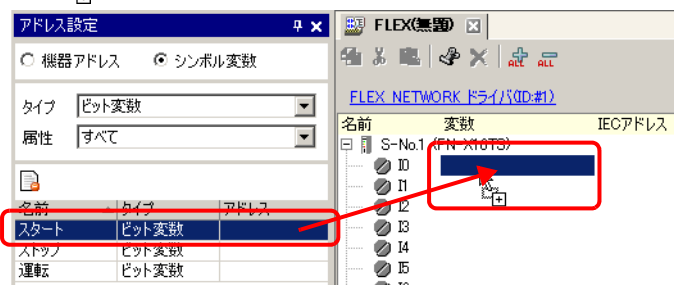 アドレス設定
機器アドレス
シンボル変数
タイプ
ビット変数
属性
すべて
名前
タイプ
アドレス
スタート
ビット変数
ストップ
ビット変数
運転
ビット変数
FLEX(無題)
ALL
ALL
FLEX NETWORK ドライバ(ID:#1)
名前
変数
IECアドレス
S-No.1 (FN-X16TS)
I0
I1
I2
I3
I4
I5